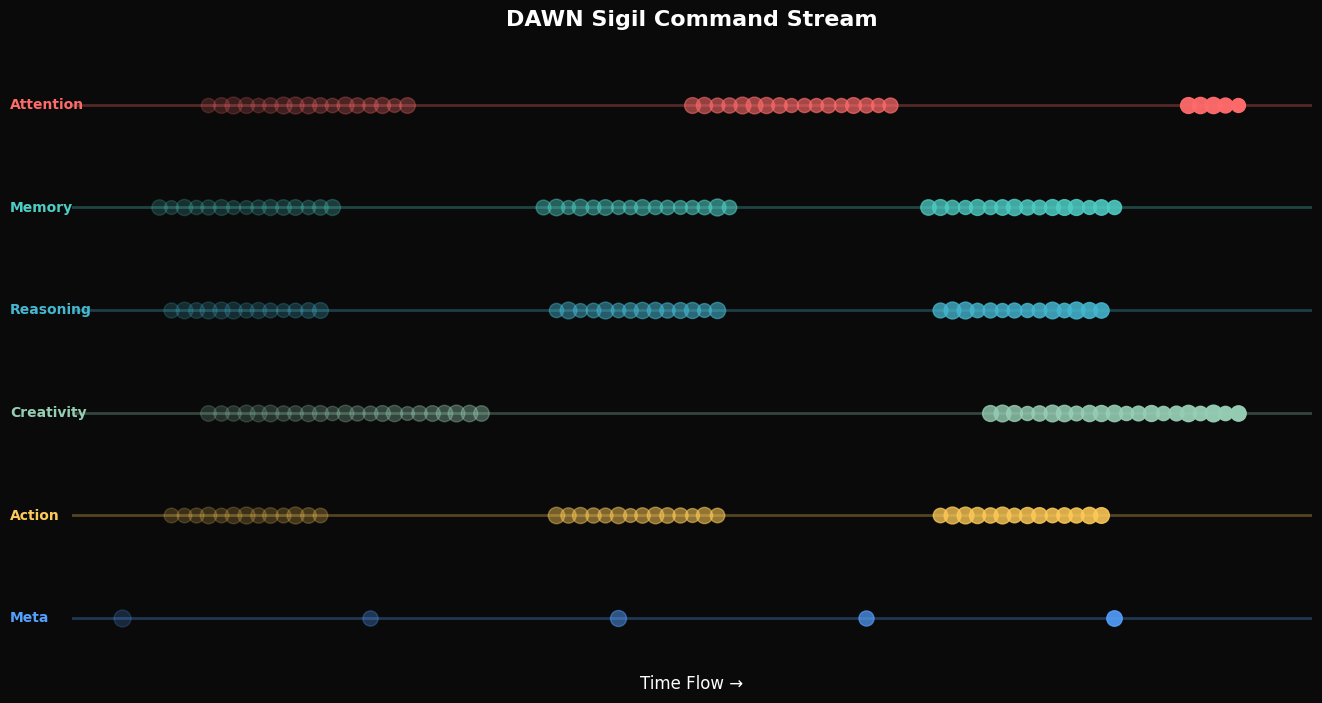 DAWN Sigil Command Stream
Attention
Memory
Reasoning
Creativity
Action
Meta
Time Flow →